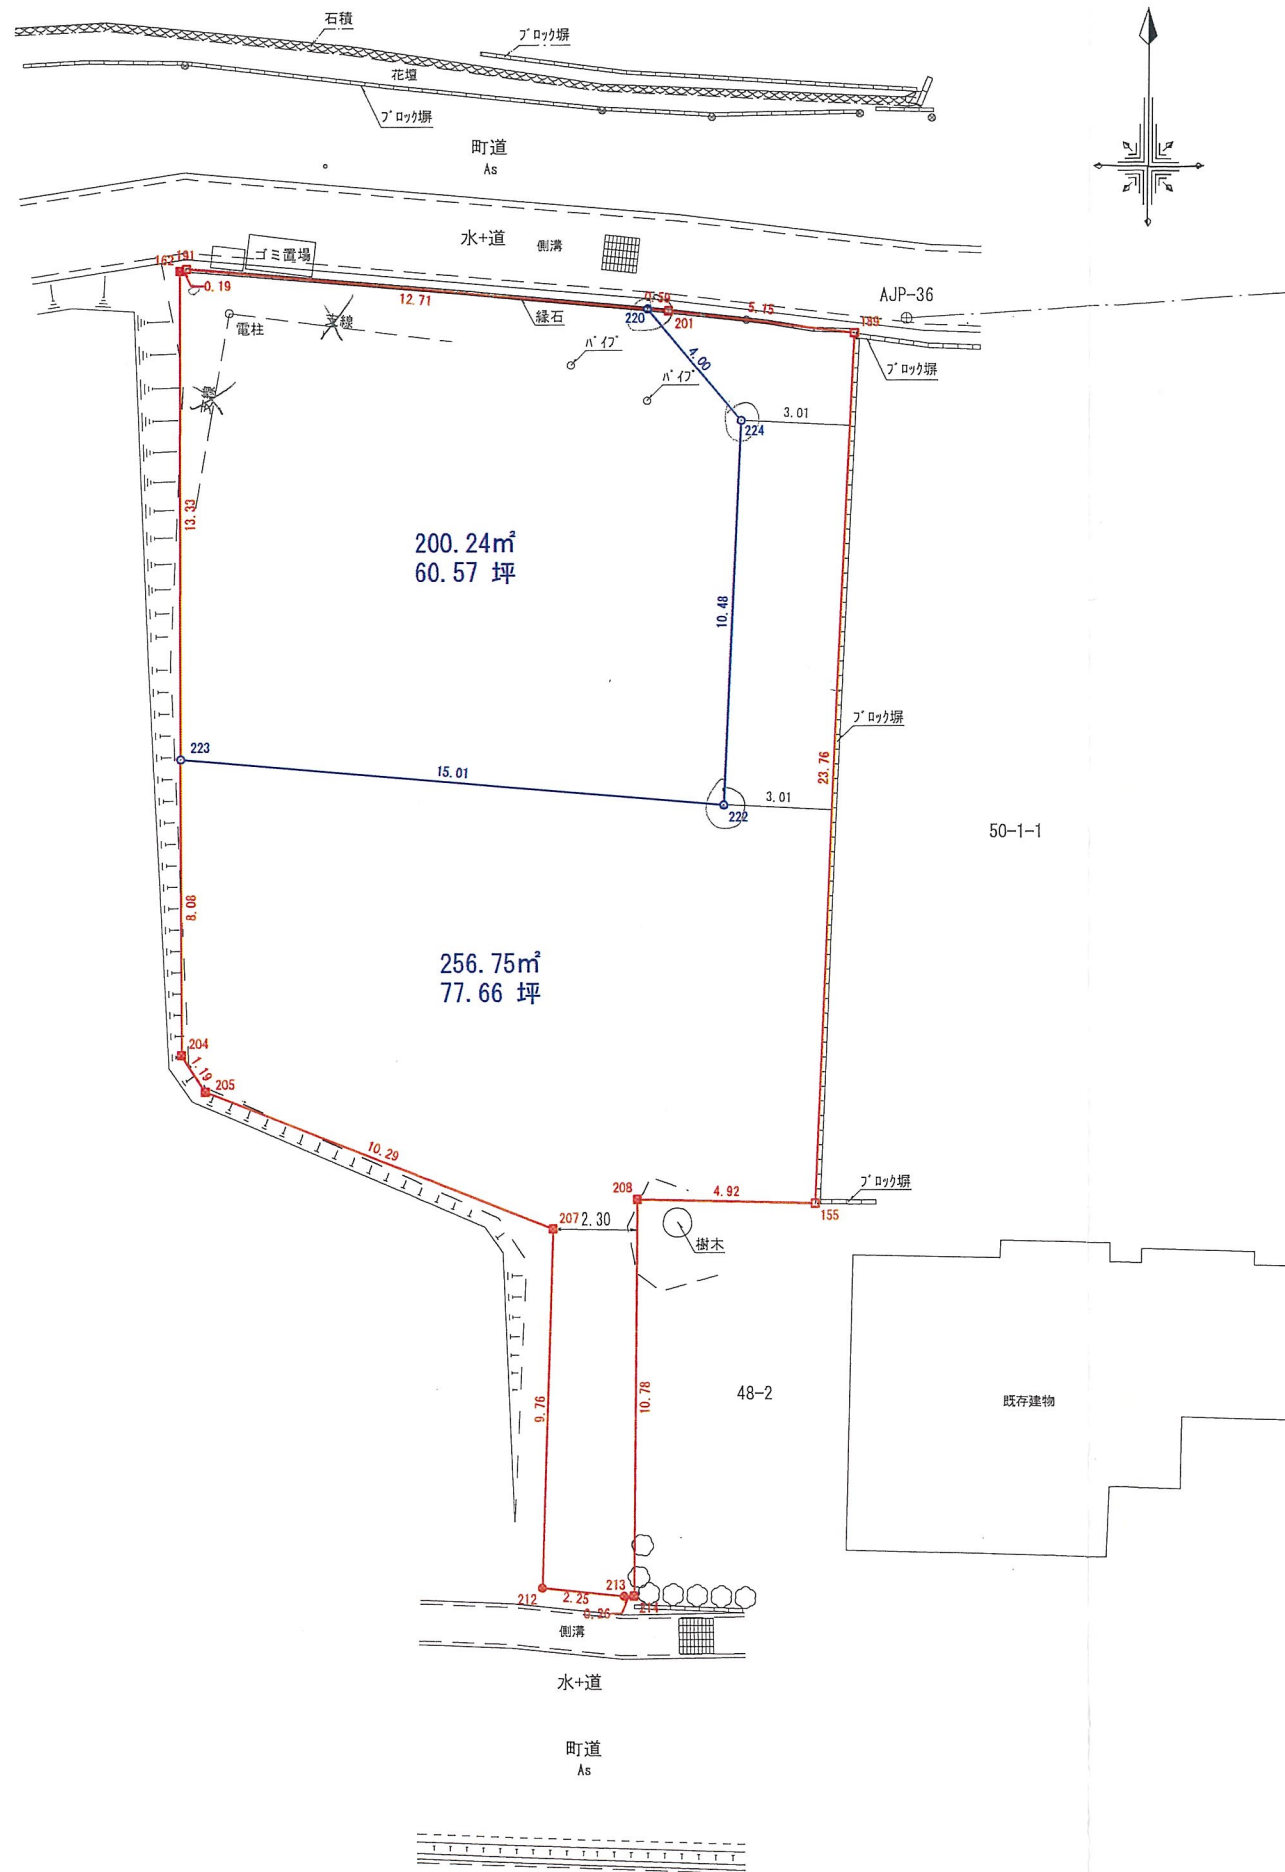 石積
ブロック塀
花壇
ブロック塀
町道
As
水+道
側溝
ゴミ置場
162
191
0.19
12.71
縁石
0.59
220
201
5.15
189
AJP-36
ブロック塀
電柱
支線
支線
パイプ
パイプ
4.00
224
3.01
13.33
200.24㎡
60.57 坪
10.48
ブロック塀
23.76
223
15.01
222
3.01
50-1-1
8.08
256.75㎡
77.66 坪
204
1.19
205
10.29
208
4.92
155
ブロック塀
207
2.30
樹木
9.76
10.78
48-2
既存建物
212
2.25
213
0.26
214
側溝
水+道
町道
As